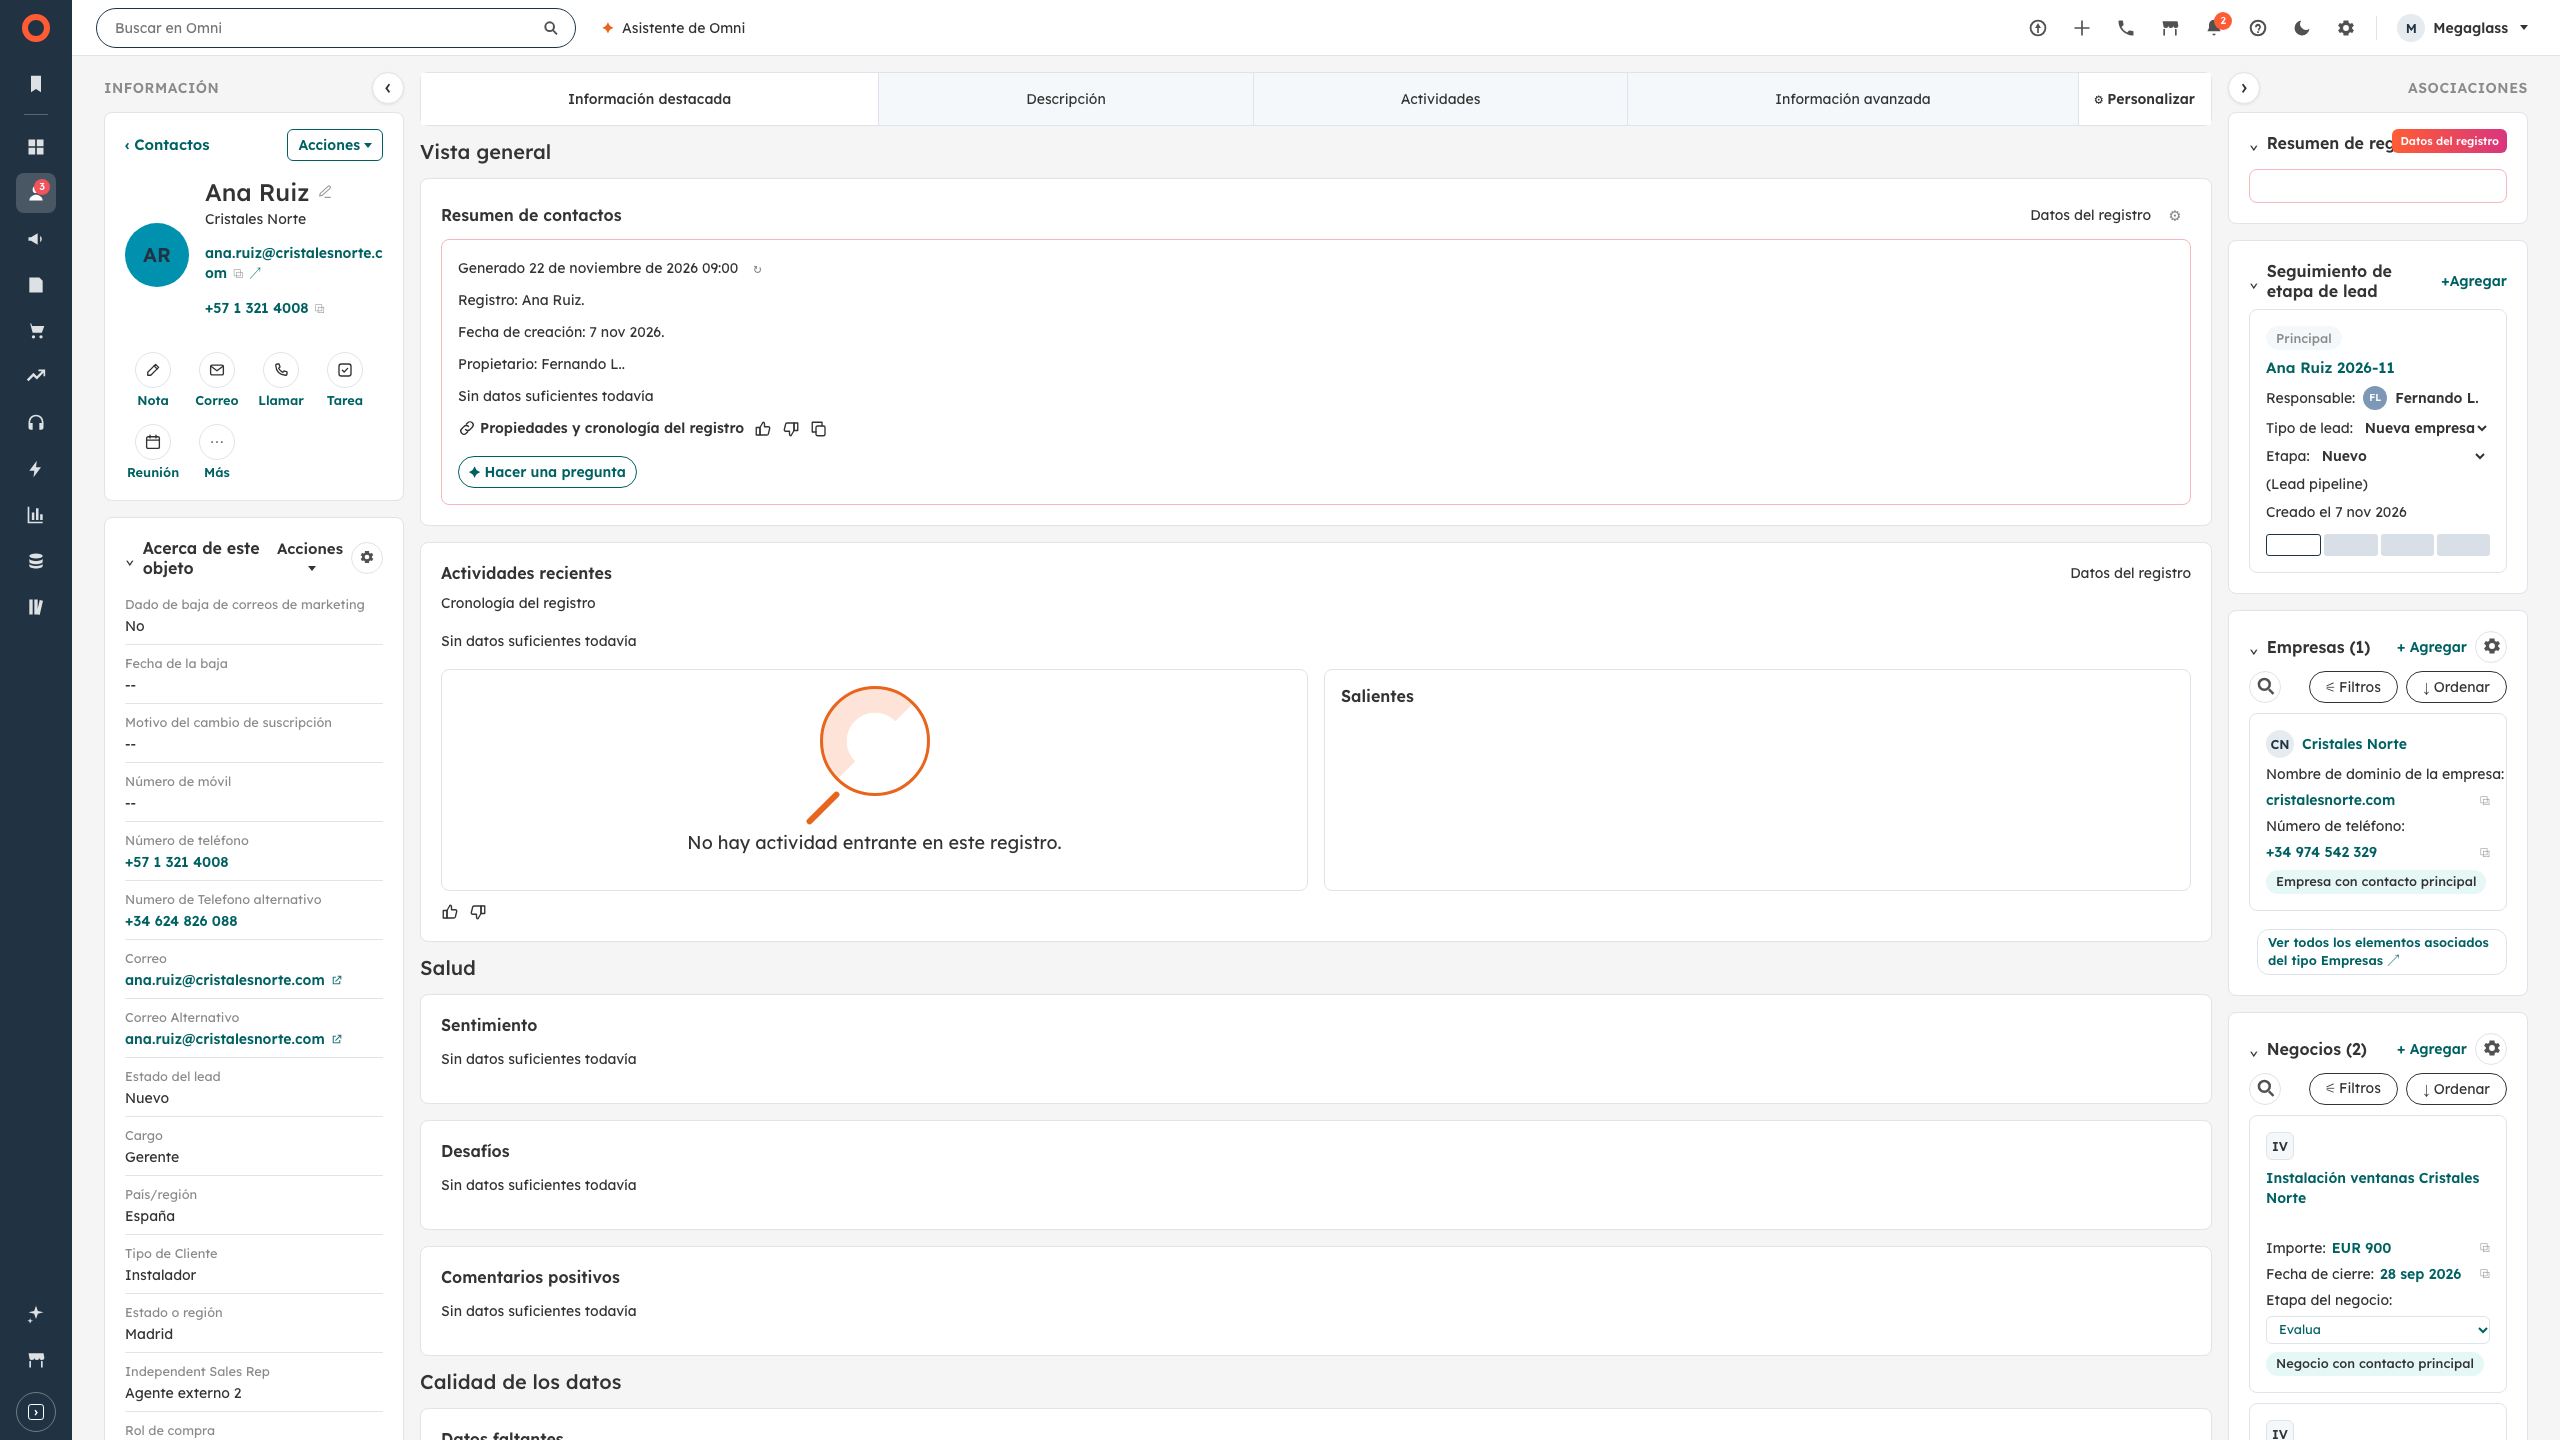 Buscar en Omni
Asistente de Omni
2
M
Megaglass
3
INFORMACIÓN
‹ Contactos
Acciones
Ana Ruiz
Cristales Norte
AR
ana.ruiz@cristalesnorte.c
om
+57 1 321 4008
Nota
Correo
Llamar
Tarea
Reunión
Más
Acerca de este
objeto
Acciones
Dado de baja de correos de marketing
No
Fecha de la baja
--
Motivo del cambio de suscripción
--
Número de móvil
--
Número de teléfono
+57 1 321 4008
Numero de Telefono alternativo
+34 624 826 088
Correo
ana.ruiz@cristalesnorte.com
Correo Alternativo
ana.ruiz@cristalesnorte.com
Estado del lead
Nuevo
Cargo
Gerente
País/región
España
Tipo de Cliente
Instalador
Estado o región
Madrid
Independent Sales Rep
Agente externo 2
Rol de compra
Información destacada
Descripción
Actividades
Información avanzada
Personalizar
Vista general
Resumen de contactos
Datos del registro
Generado 22 de noviembre de 2026 09:00
Registro: Ana Ruiz.
Fecha de creación: 7 nov 2026.
Propietario: Fernando L..
Sin datos suficientes todavía
Propiedades y cronología del registro
Hacer una pregunta
Actividades recientes
Datos del registro
Cronología del registro
Sin datos suficientes todavía
No hay actividad entrante en este registro.
Salientes
Salud
Sentimiento
Sin datos suficientes todavía
Desafíos
Sin datos suficientes todavía
Comentarios positivos
Sin datos suficientes todavía
Calidad de los datos
Datos faltantes
ASOCIACIONES
Resumen de reg
Datos del registro
Seguimiento de
etapa de lead
+Agregar
Principal
Ana Ruiz 2026-11
Responsable: FL Fernando L.
Tipo de lead: Nueva empresa
Etapa: Nuevo
(Lead pipeline)
Creado el 7 nov 2026
Empresas (1)
+ Agregar
Filtros
↓ Ordenar
CN Cristales Norte
Nombre de dominio de la empresa:
cristalesnorte.com
Número de teléfono:
+34 974 542 329
Empresa con contacto principal
Ver todos los elementos asociados
del tipo Empresas
Negocios (2)
+ Agregar
Filtros
↓ Ordenar
IV
Instalación ventanas Cristales
Norte
Importe: EUR 900
Fecha de cierre: 28 sep 2026
Etapa del negocio:
Evalua
Negocio con contacto principal
IV